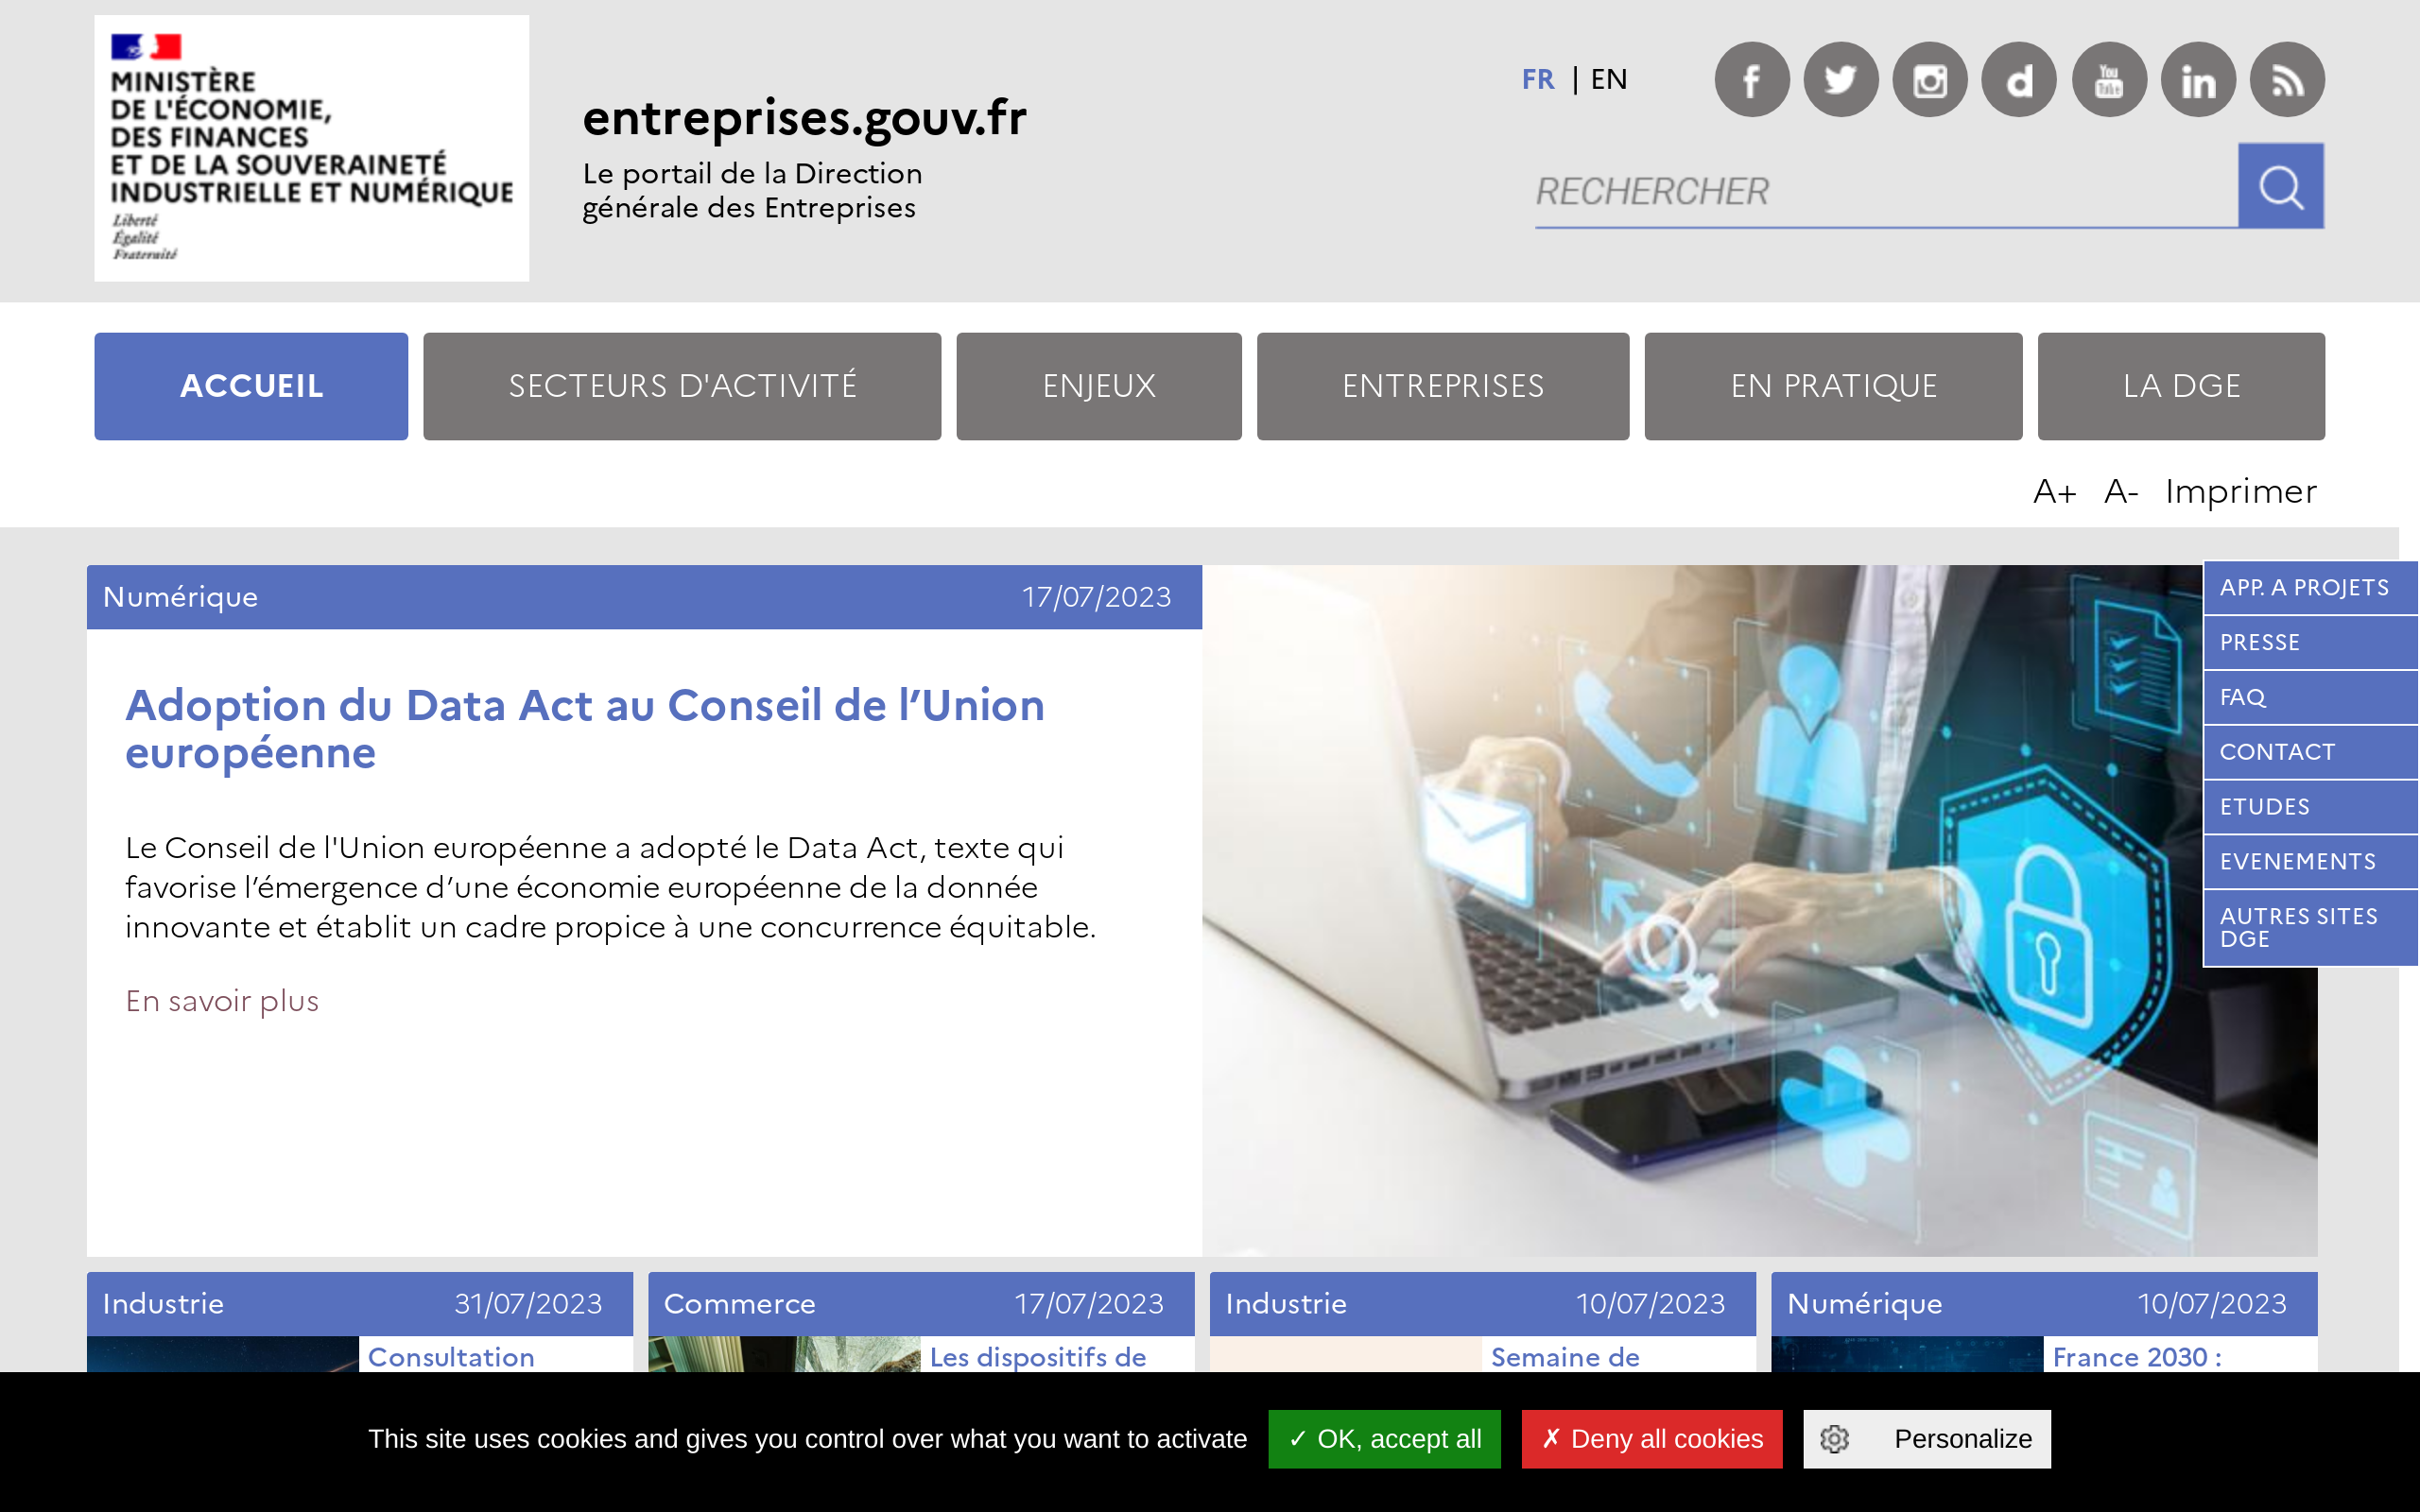 MINISTÈRE
DE L'ÉCONOMIE,
DES FINANCES
ET DE LA SOUVERAINETÉ
INDUSTRIELLE ET NUMÉRIQUE
Liberté
Égalité
Fraternité
entreprises.gouv.fr
Le portail de la Direction
générale des Entreprises
FR | EN
You
Tube
RECHERCHER
ACCUEIL
SECTEURS D'ACTIVITÉ
ENJEUX
ENTREPRISES
EN PRATIQUE
LA DGE
A+ A- Imprimer
Numérique 17/07/2023
Adoption du Data Act au Conseil de l’Union
européenne
Le Conseil de l'Union européenne a adopté le Data Act, texte qui
favorise l’émergence d’une économie européenne de la donnée
innovante et établit un cadre propice à une concurrence équitable.
En savoir plus
APP. A PROJETS
PRESSE
FAQ
CONTACT
ETUDES
EVENEMENTS
AUTRES SITES
DGE
Industrie 31/07/2023
Consultation
Commerce 17/07/2023
Les dispositifs de
Industrie 10/07/2023
Semaine de
Numérique 10/07/2023
France 2030 :
This site uses cookies and gives you control over what you want to activate
✓ OK, accept all
✗ Deny all cookies
Personalize